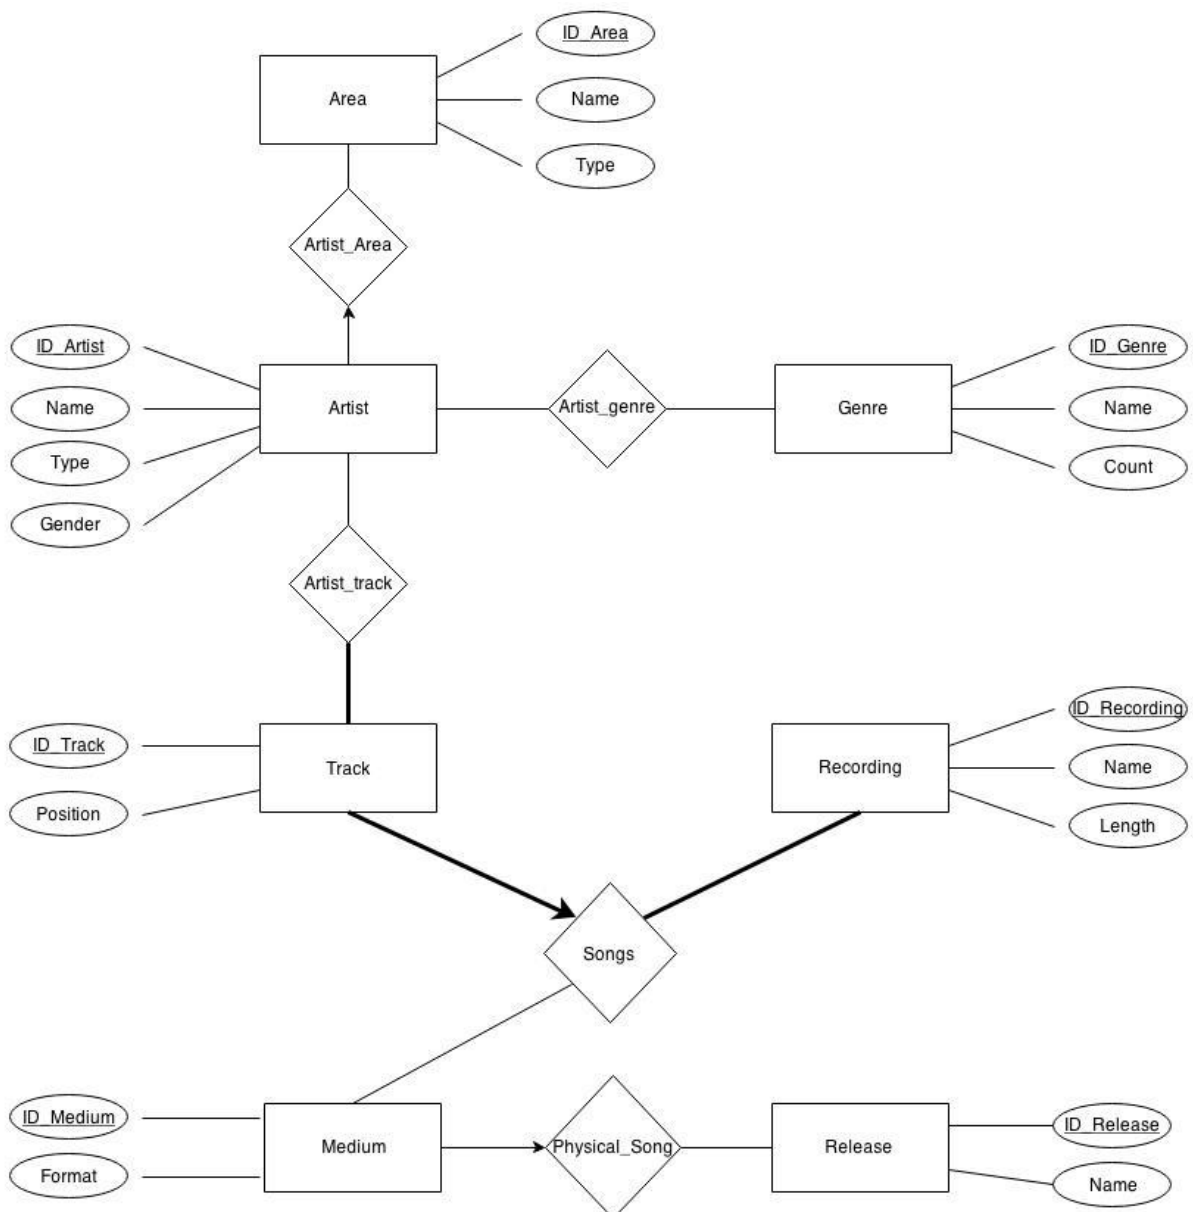 ID_Area
Area
Name
Type
Artist_Area
ID_Artist
ID_Genre
Name
Artist
Artist_genre
Genre
Name
Type
Count
Gender
Artist_track
ID_Recording
ID_Track
Track
Recording
Name
Position
Length
Songs
ID_Medium
ID_Release
Medium
Physical_Song
Release
Format
Name